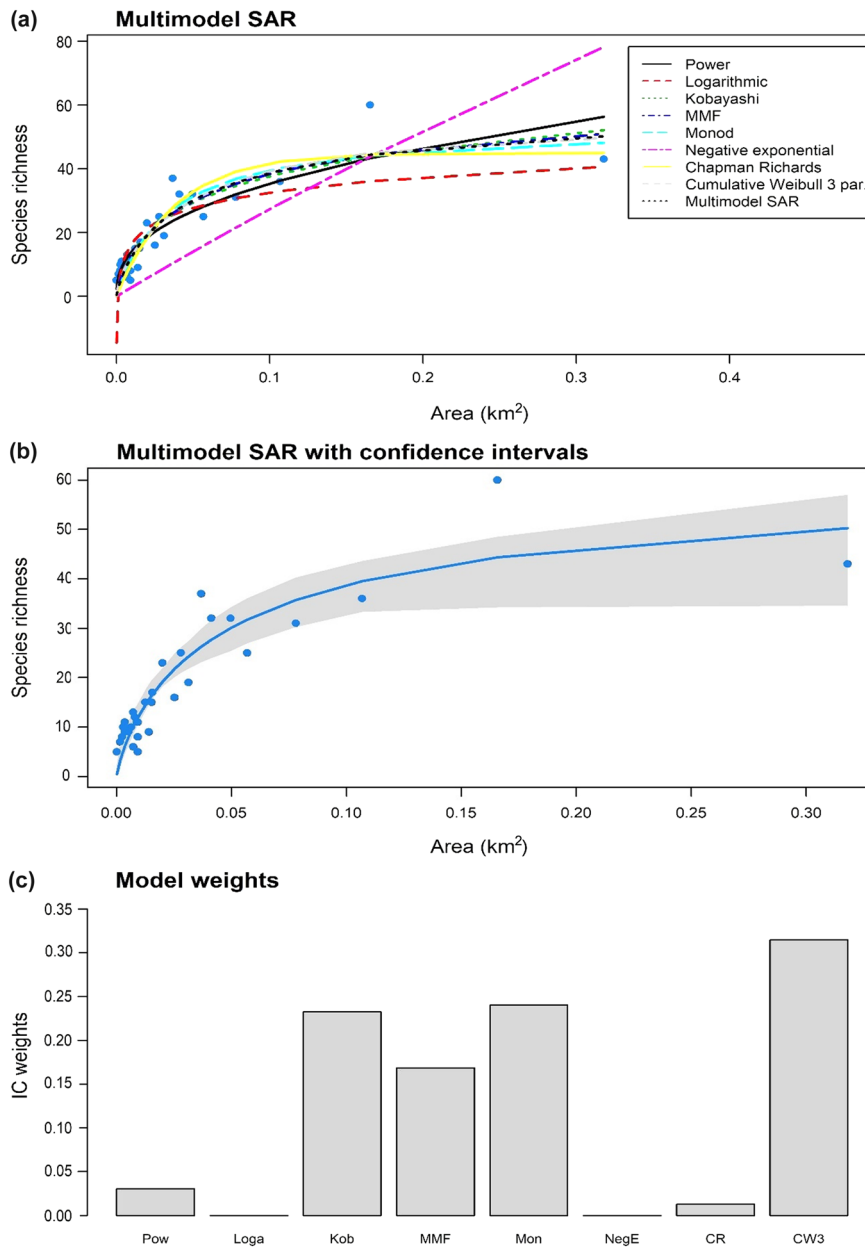 (a) Multimodel SAR
Species richness
80
60
40
20
0
0.0 0.1 0.2 0.3 0.4
Area (km²)
Power
Logarithmic
Kobayashi
MMF
Monod
Negative exponential
Chapman Richards
Cumulative Weibull 3 par.
Multimodel SAR
(b) Multimodel SAR with confidence intervals
Species richness
60
50
40
30
20
10
0
0.00 0.05 0.10 0.15 0.20 0.25 0.30
Area (km²)
(c) Model weights
IC weights
0.35
0.30
0.25
0.20
0.15
0.10
0.05
0.00
Pow Loga Kob MMF Mon NegE CR CW3